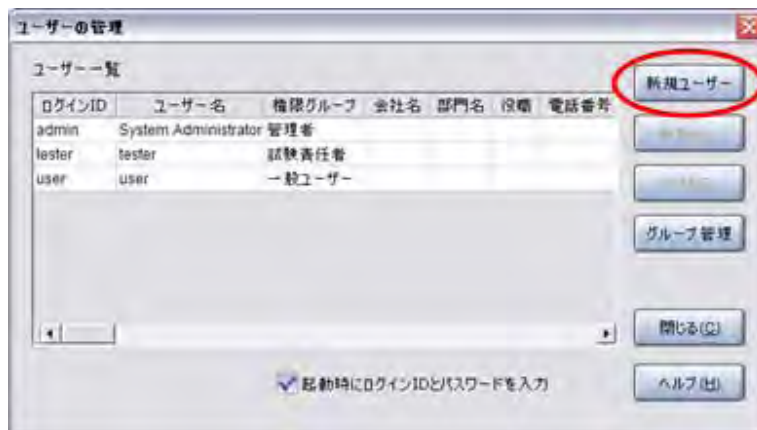 ユーザーの管理
ユーザー一覧
新規ユーザー
ログインID ユーザー名 権限グループ 会社名 部門名 役職 電話番号
admin System Administrator 管理者
tester tester 試験責任者
user user 一般ユーザー
グループ管理
閉じる(C)
起動時にログインIDとパスワードを入力
ヘルプ(H)